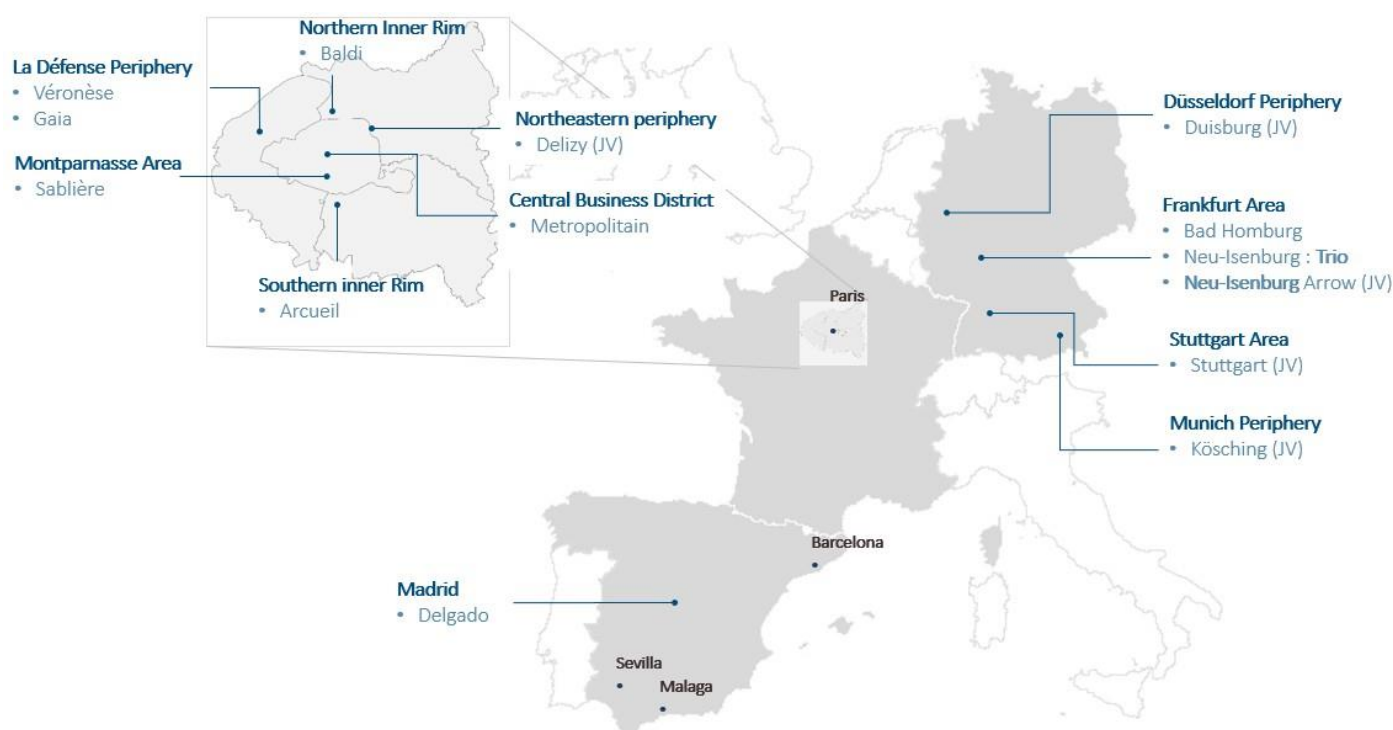 Northern Inner Rim
• Baldi
La Défense Periphery
• Véronèse
• Gaia
Northeastern periphery
• Delizy (JV)
Montparnasse Area
• Sablière
Central Business District
• Metropolitain
Southern inner Rim
• Arcueil
Düsseldorf Periphery
• Duisburg (JV)
Frankfurt Area
• Bad Homburg
• Neu-Isenburg : Trio
• Neu-Isenburg Arrow (JV)
Paris
Stuttgart Area
• Stuttgart (JV)
Munich Periphery
• Kösching (JV)
Barcelona
Madrid
• Delgado
Sevilla
Malaga